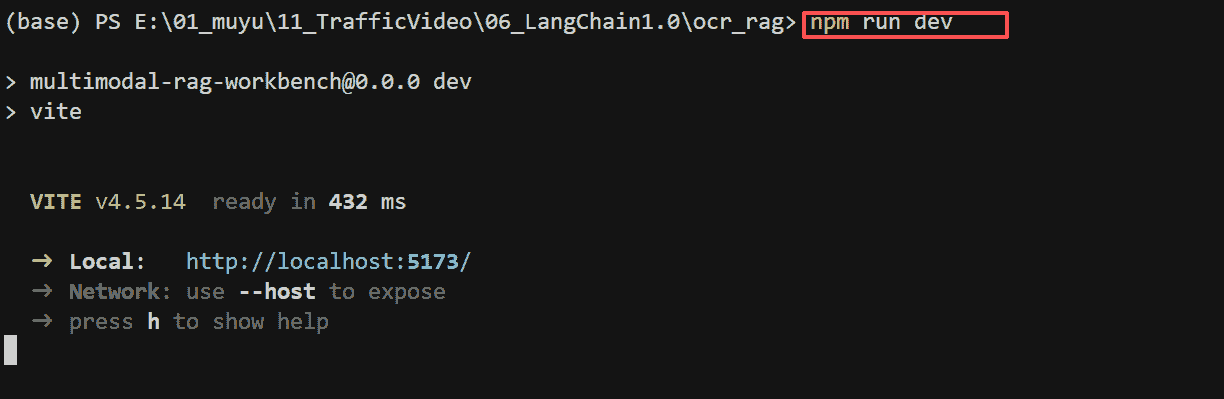 (base) PS E:\01_muyu\11_TrafficVideo\06_LangChain1.0\ocr_rag> npm run dev
> multimodal-rag-workbench@0.0.0 dev
> vite
VITE v4.5.14  ready in 432 ms
➜ Local:   http://localhost:5173/
➜ Network: use --host to expose
➜ press h to show help